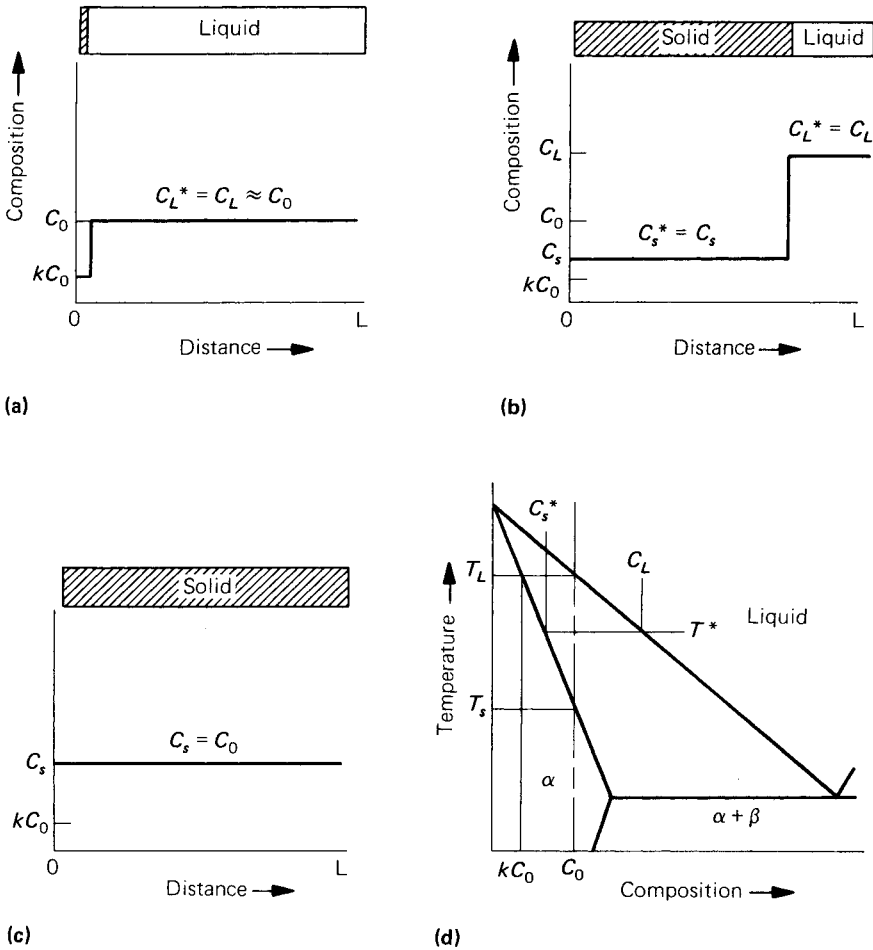 Liquid
Composition
C_L* = C_L ≈ C_0
C_0
kC_0
0
L
Distance
(a)
Solid
Liquid
Composition
C_L* = C_L
C_L
C_0
C_s* = C_s
C_s
kC_0
0
L
Distance
(b)
Solid
C_s = C_0
C_s
kC_0
0
L
Distance
(c)
Temperature
C_s*
C_L
T_L
Liquid
T*
T_s
α
α + β
kC_0
C_0
Composition
(d)